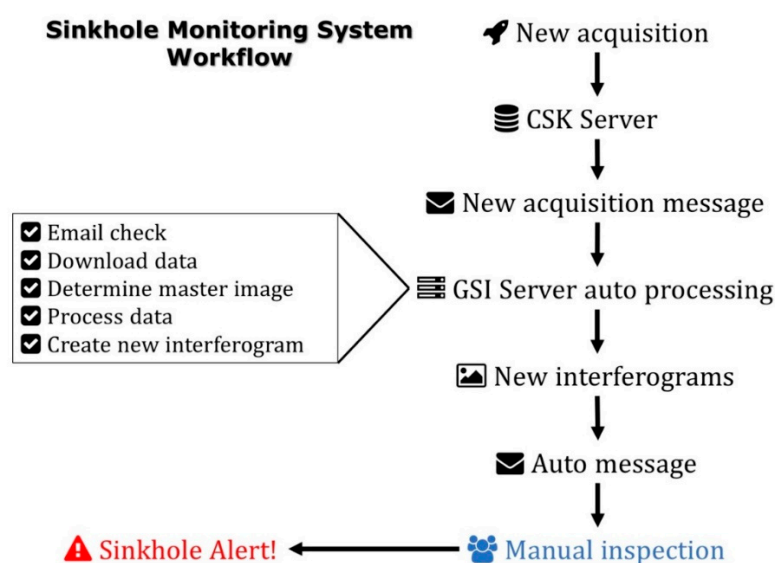 Sinkhole Monitoring System
Workflow
New acquisition
CSK Server
New acquisition message
Email check
Download data
Determine master image
Process data
Create new interferogram
GSI Server auto processing
New interferograms
Auto message
Manual inspection
Sinkhole Alert!